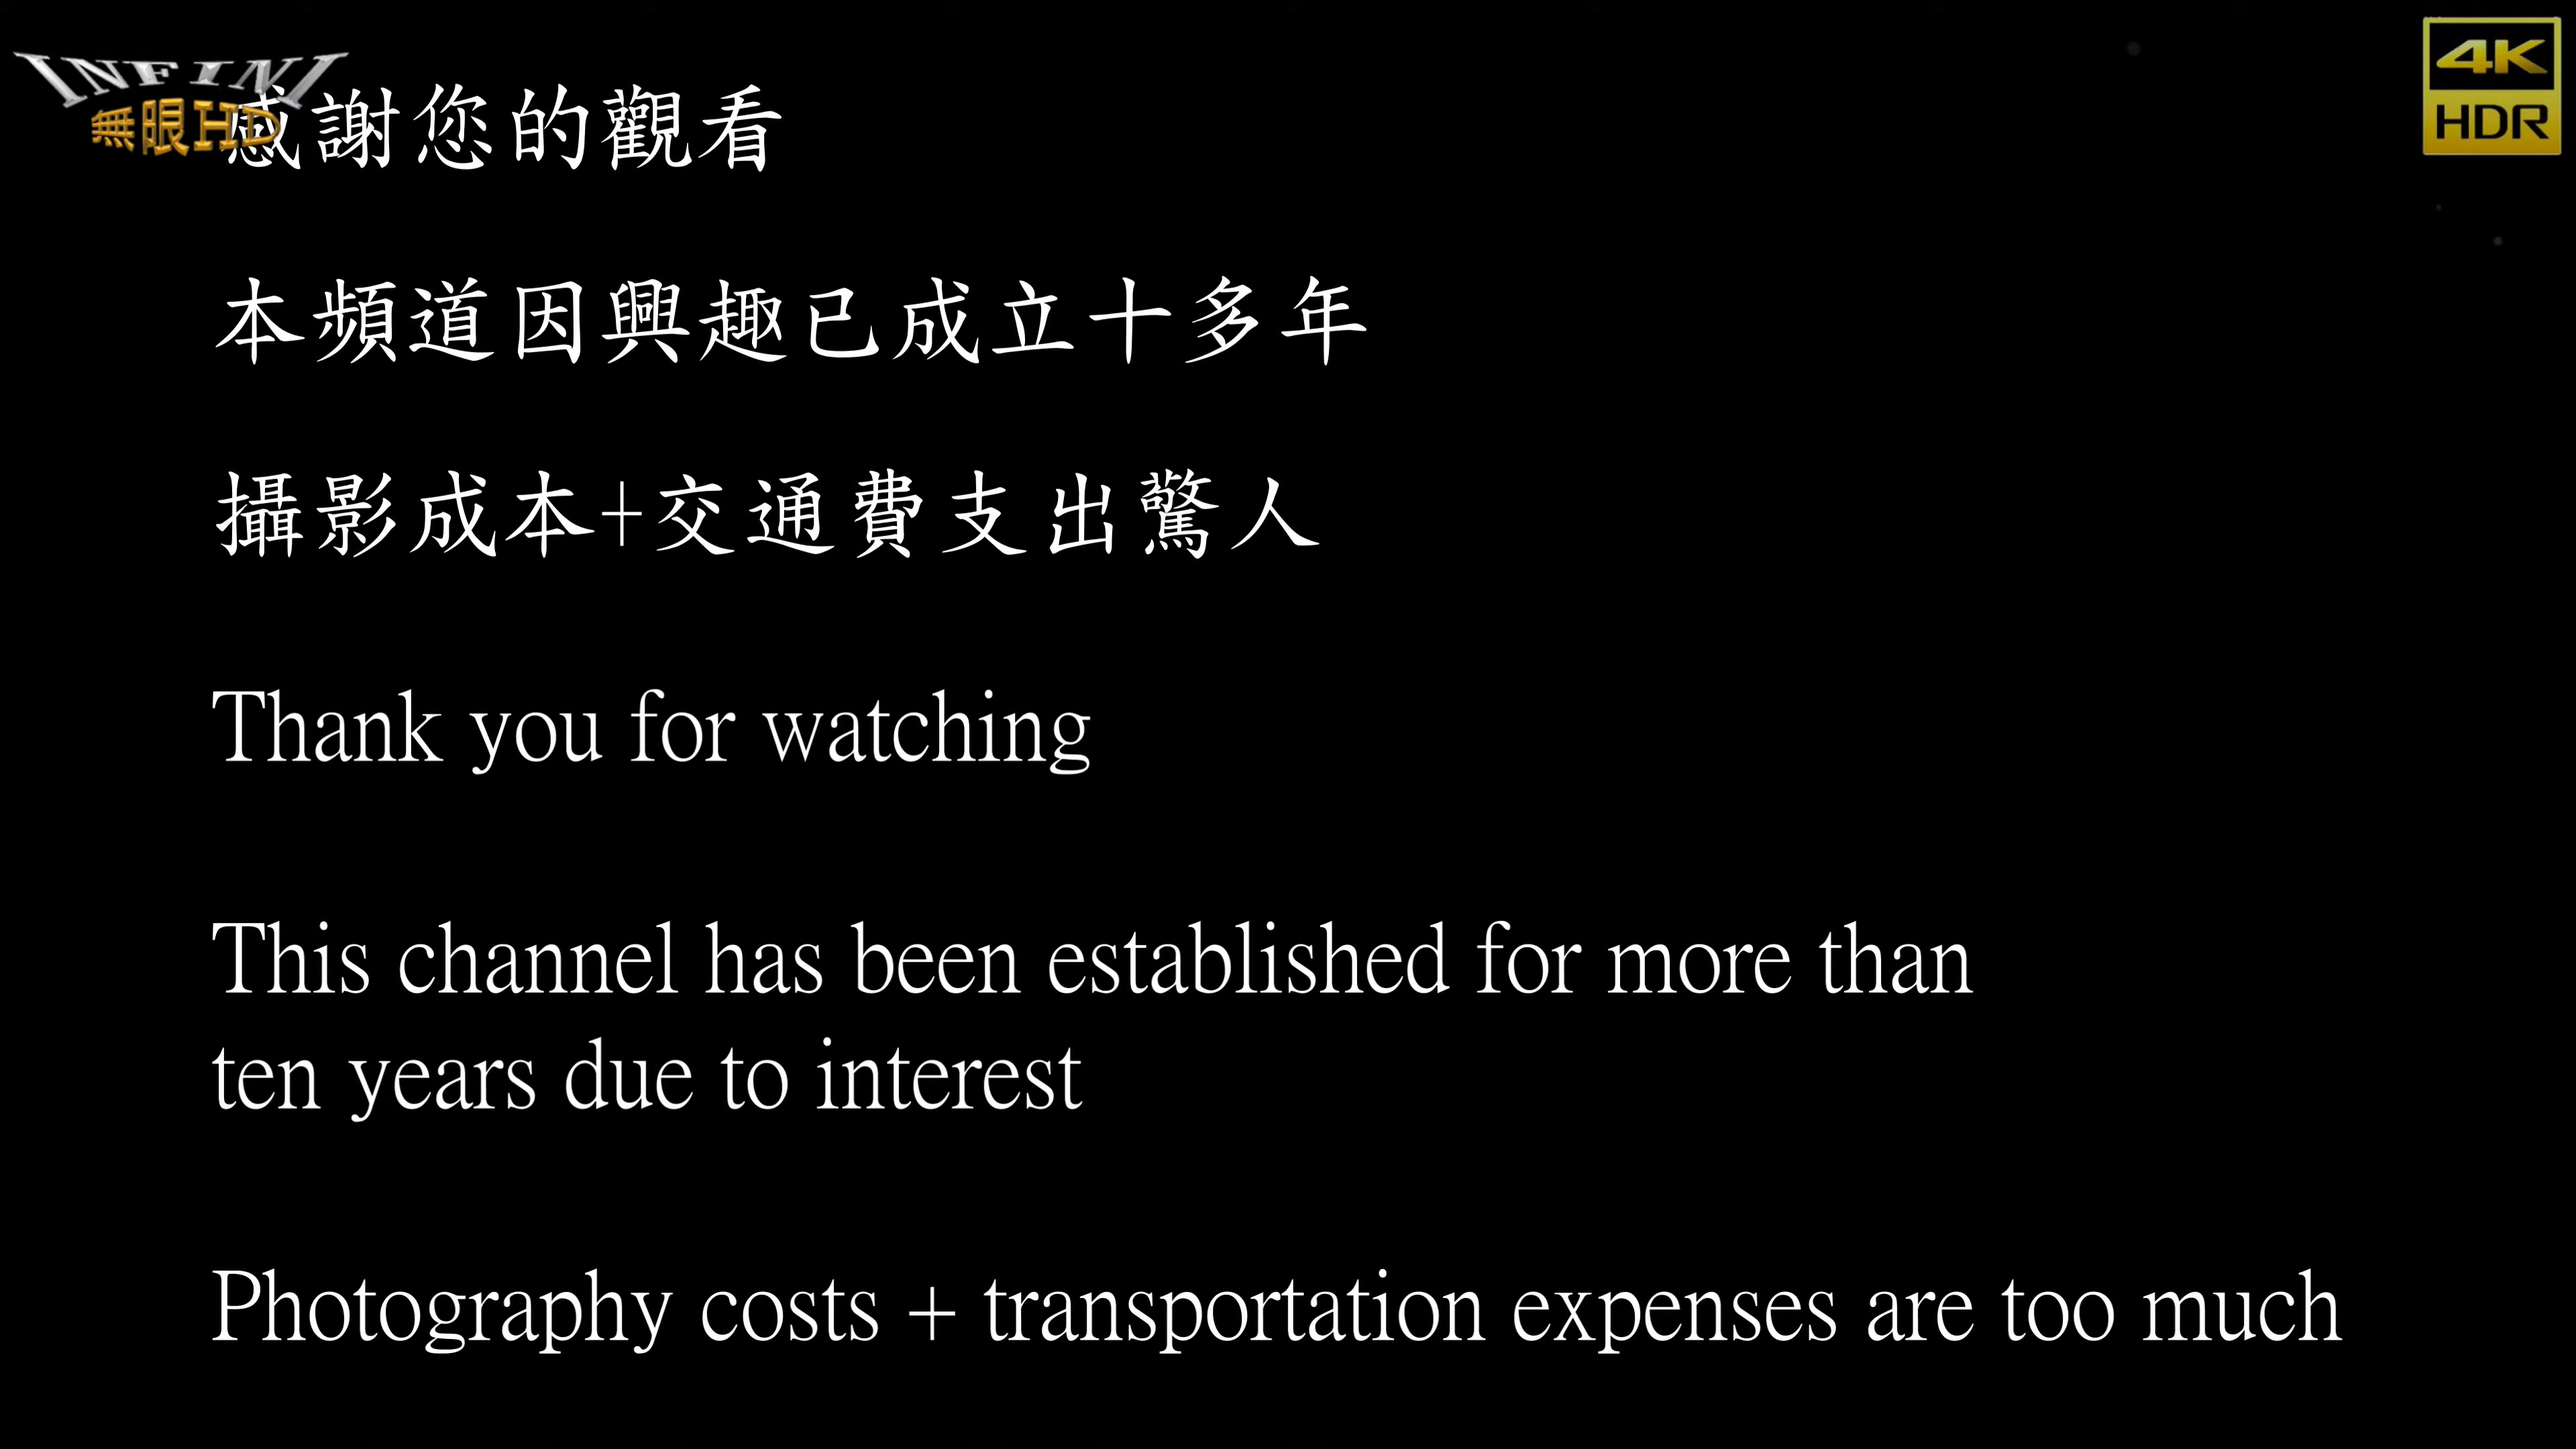 INFINI
無眼HD
4K
HDR
感謝您的觀看
本頻道因興趣已成立十多年
攝影成本+交通費支出驚人
Thank you for watching
This channel has been established for more than
ten years due to interest
Photography costs + transportation expenses are too much